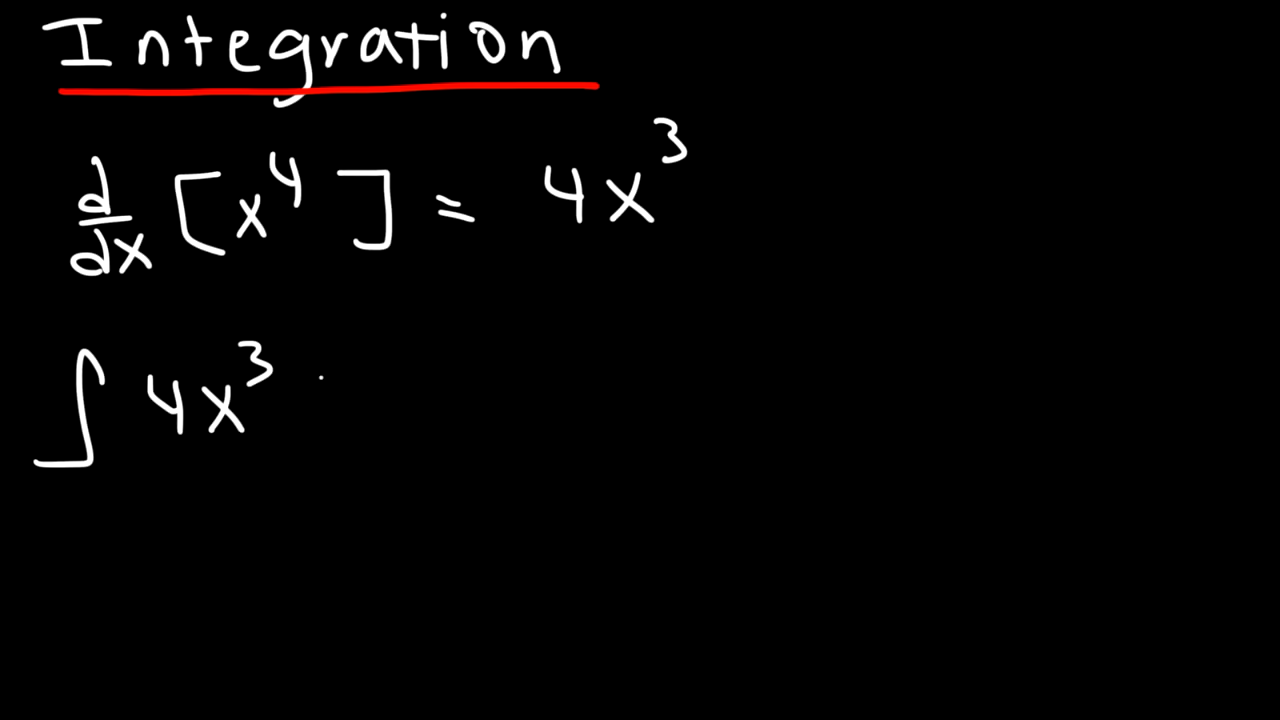 Integration
d/dx [x⁴] = 4x³
∫ 4x³